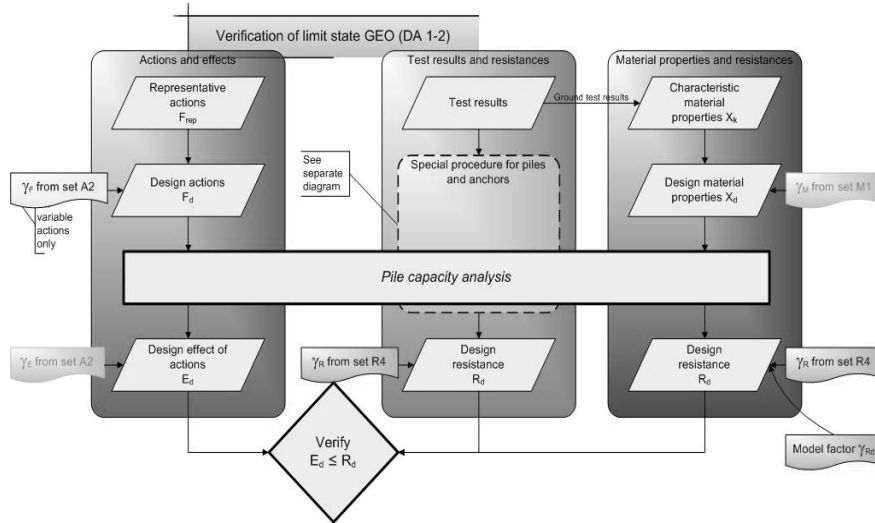 Verification of limit state GEO (DA 1-2)
Actions and effects
Test results and resistances
Material properties and resistances
Representative
actions
F_rep
Test results
Ground test results
Characteristic
material
properties X_k
See
separate
diagram
Special procedure for piles
and anchors
γ_F from set A2
variable
actions
only
Design actions
F_d
Design material
properties X_d
γ_M from set M1
Pile capacity analysis
γ_E from set A2
Design effect of
actions
E_d
γ_R from set R4
Design
resistance
R_d
Design
resistance
R_d
γ_R from set R4
Verify
E_d ≤ R_d
Model factor γ_Rd